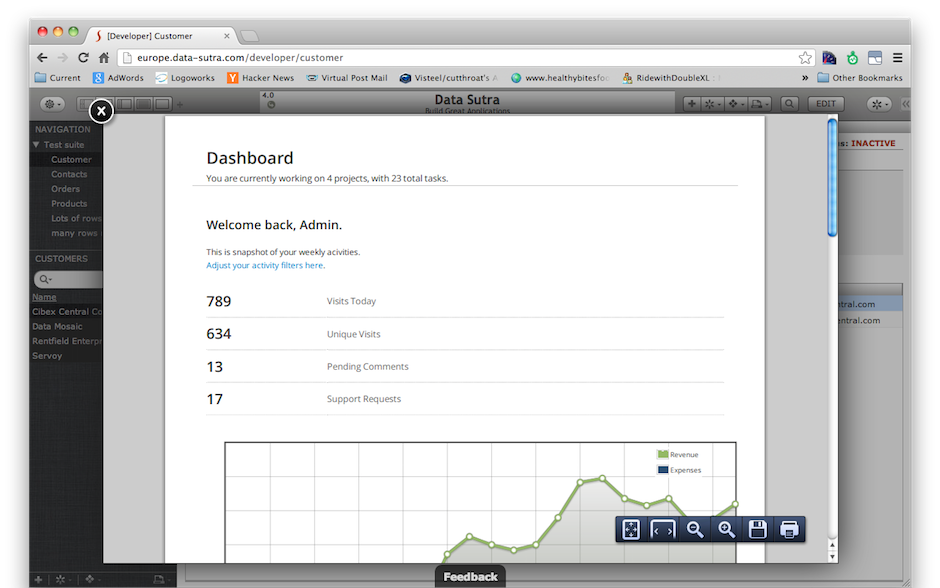 [Developer] Customer
europe.data-sutra.com/developer/customer
Current AdWords Logoworks Hacker News Virtual Post Mail Visteel/cutthroat's www.healthybitesfoo RidewithDoubleXL » Other Bookmarks
4.0
Data Sutra
Build Great Applications
EDIT
NAVIGATION
Test suite
Customer
Contacts
Orders
Products
Lots of rows
many rows
CUSTOMERS
Name
Cibex Central Co
Data Mosaic
Rentfield Enterpr
Servoy
s: INACTIVE
ntral.com
entral.com
Dashboard
You are currently working on 4 projects, with 23 total tasks.
Welcome back, Admin.
This is snapshot of your weekly acivities.
Adjust your activity filters here.
789 Visits Today
634 Unique Visits
13 Pending Comments
17 Support Requests
Revenue
Expenses
Feedback